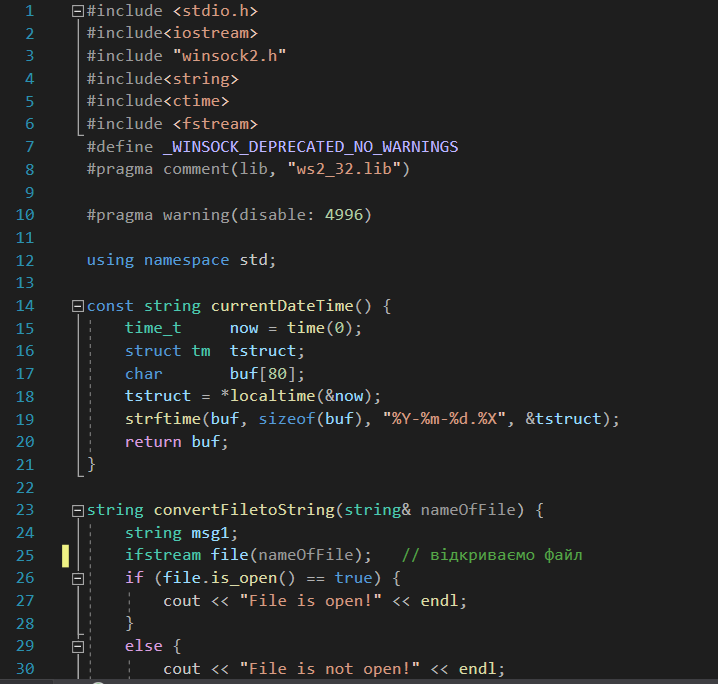 1 #include <stdio.h>
2 #include<iostream>
3 #include "winsock2.h"
4 #include<string>
5 #include<ctime>
6 #include <fstream>
7 #define _WINSOCK_DEPRECATED_NO_WARNINGS
8 #pragma comment(lib, "ws2_32.lib")
9
10 #pragma warning(disable: 4996)
11
12 using namespace std;
13
14 const string currentDateTime() {
15     time_t     now = time(0);
16     struct tm  tstruct;
17     char       buf[80];
18     tstruct = *localtime(&now);
19     strftime(buf, sizeof(buf), "%Y-%m-%d.%X", &tstruct);
20     return buf;
21 }
22
23 string convertFiletoString(string& nameOfFile) {
24     string msg1;
25     ifstream file(nameOfFile);   // відкриваємо файл
26     if (file.is_open() == true) {
27         cout << "File is open!" << endl;
28     }
29     else {
30         cout << "File is not open!" << endl;